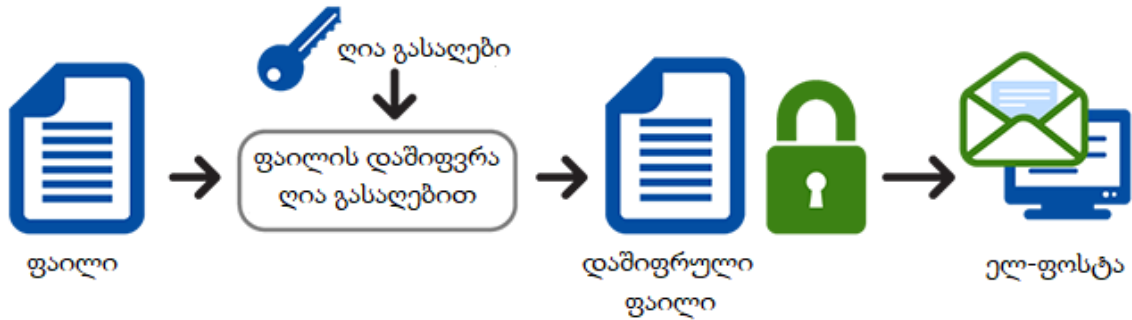 ღია გასაღები
ფაილის დაშიფვრა
ღია გასაღებით
ფაილი
დაშიფრული
ფაილი
ელ-ფოსტა